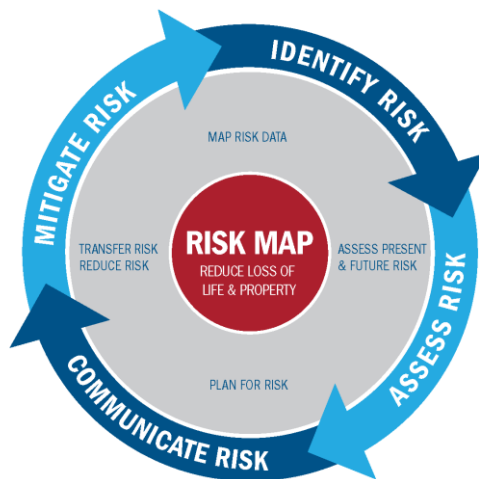 IDENTIFY RISK
MITIGATE RISK
MAP RISK DATA
TRANSFER RISK
REDUCE RISK
RISK MAP
REDUCE LOSS OF
LIFE & PROPERTY
ASSESS PRESENT
& FUTURE RISK
ASSESS RISK
PLAN FOR RISK
COMMUNICATE RISK